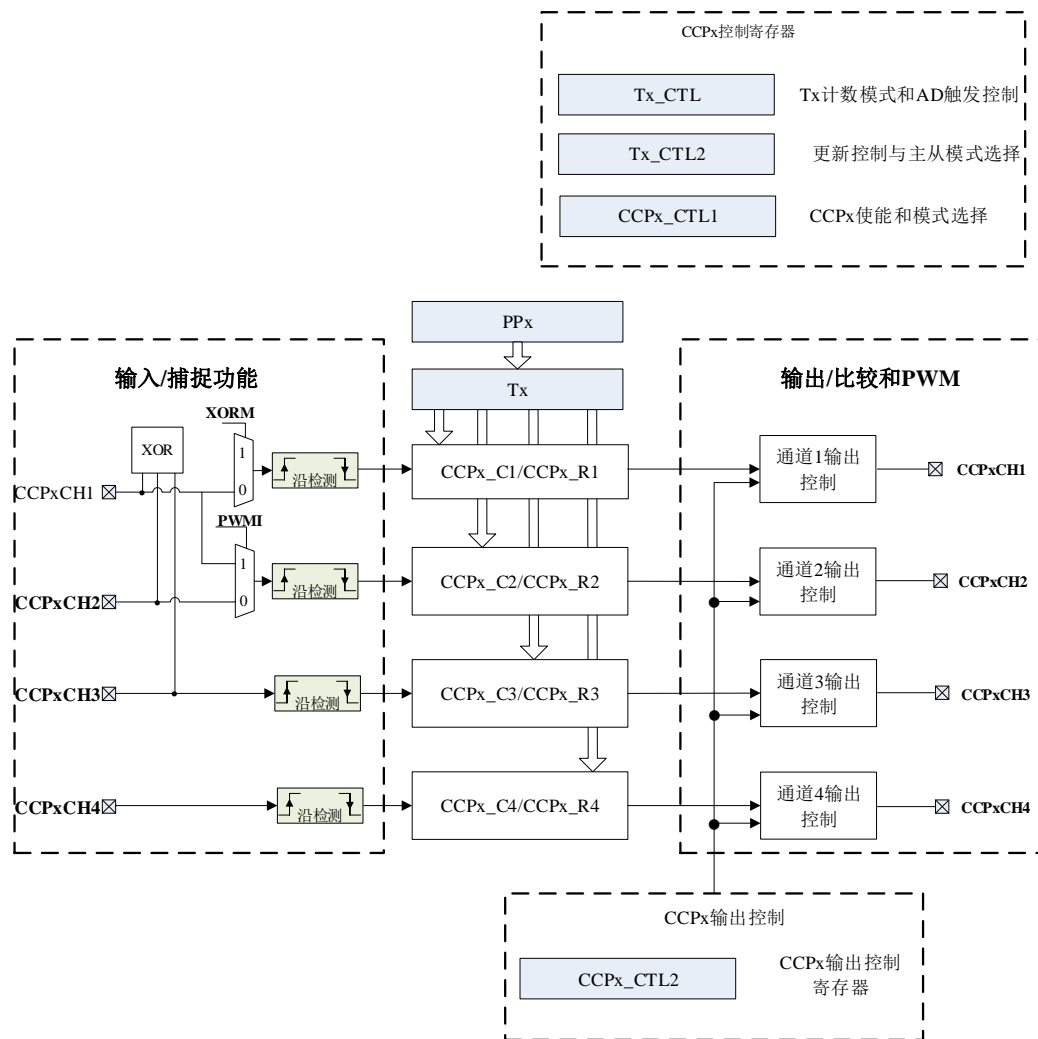 CCPx控制寄存器
Tx_CTL
Tx计数模式和AD触发控制
Tx_CTL2
更新控制与主从模式选择
CCPx_CTL1
CCPx使能和模式选择
PPx
Tx
输入/捕捉功能
XORM
XOR
1
0
沿检测
CCPxCH1
PWMI
1
0
沿检测
CCPxCH2
CCPxCH3
沿检测
CCPxCH4
沿检测
CCPx_C1/CCPx_R1
CCPx_C2/CCPx_R2
CCPx_C3/CCPx_R3
CCPx_C4/CCPx_R4
输出/比较和PWM
通道1输出
控制
CCPxCH1
通道2输出
控制
CCPxCH2
通道3输出
控制
CCPxCH3
通道4输出
控制
CCPxCH4
CCPx输出控制
CCPx_CTL2
CCPx输出控制
寄存器